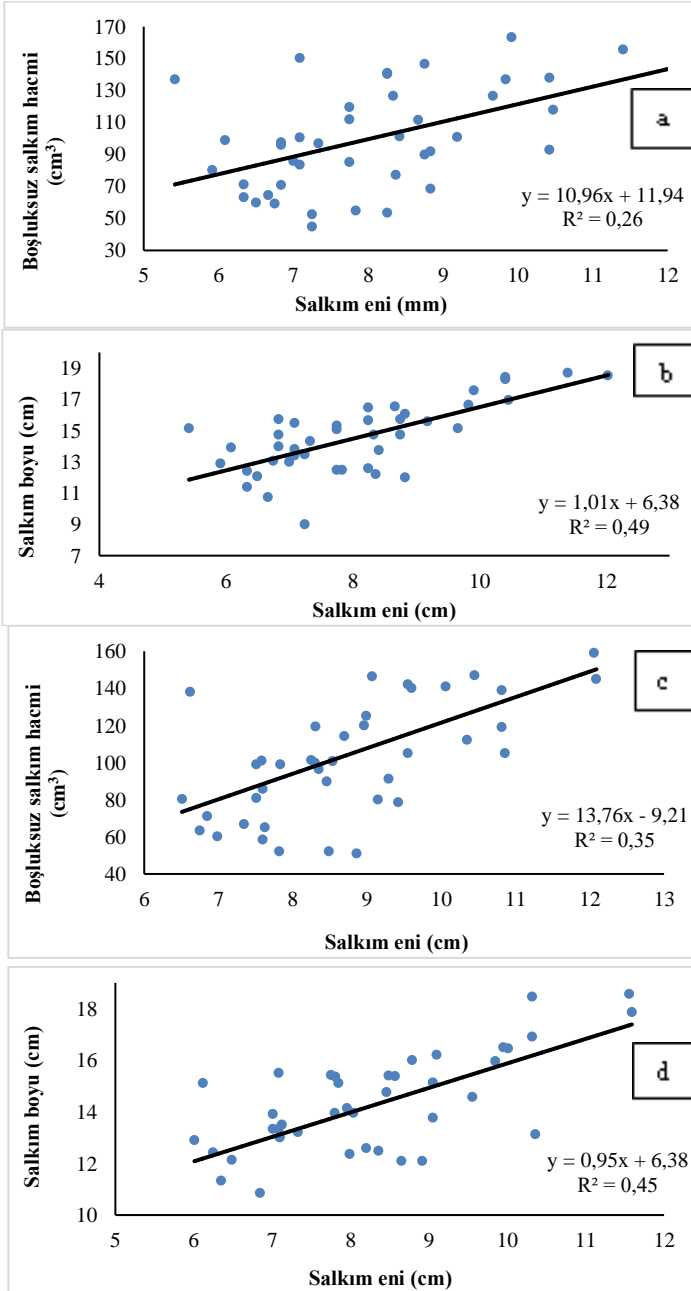 170
150
130
110
90
70
50
30
Boşluksuz salkım hacmi
(cm³)
a
y = 10,96x + 11,94
R² = 0,26
5 6 7 8 9 10 11 12
Salkım eni (mm)
19
17
15
13
11
9
7
Salkım boyu (cm)
b
y = 1,01x + 6,38
R² = 0,49
4 6 8 10 12
Salkım eni (cm)
160
140
120
100
80
60
40
Boşluksuz salkım hacmi
(cm³)
c
y = 13,76x - 9,21
R² = 0,35
6 7 8 9 10 11 12 13
Salkım eni (cm)
18
16
14
12
10
Salkım boyu (cm)
d
y = 0,95x + 6,38
R² = 0,45
5 6 7 8 9 10 11 12
Salkım eni (cm)